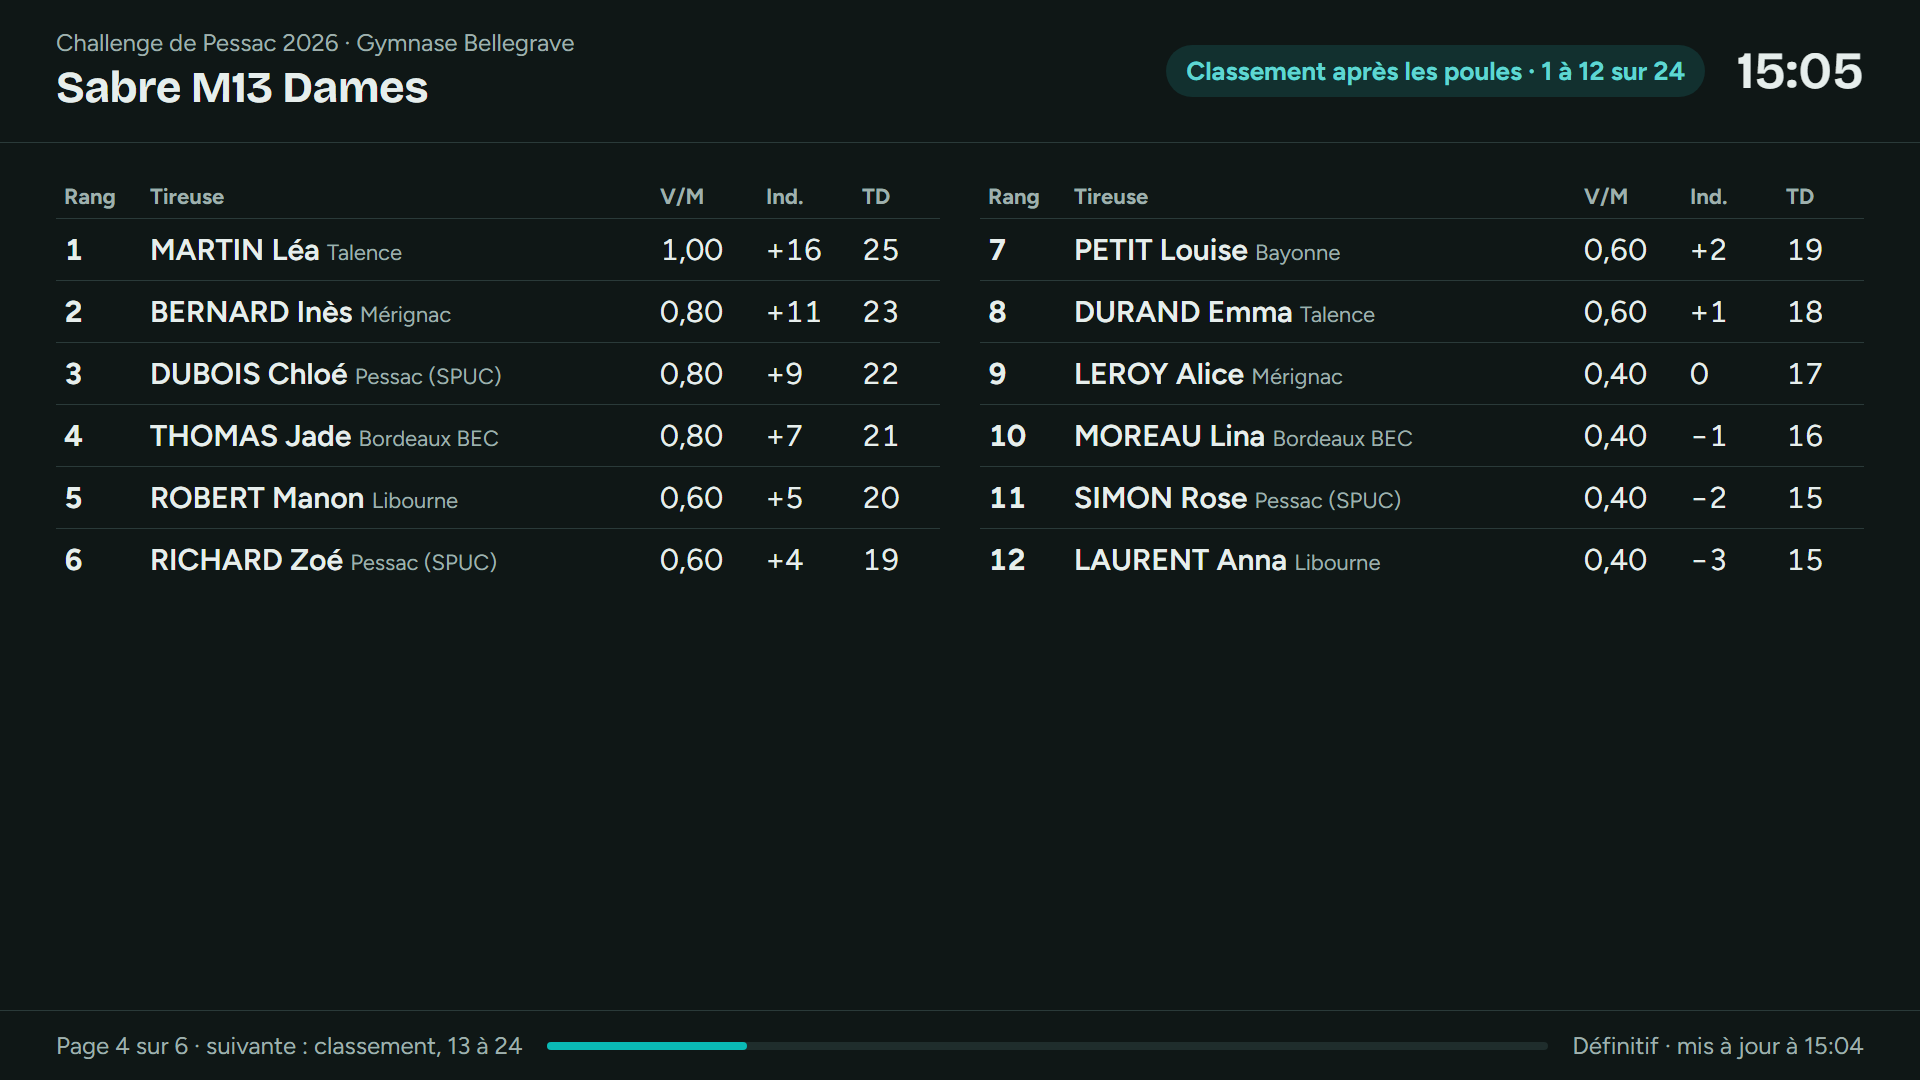 Challenge de Pessac 2026 · Gymnase Bellegrave
Sabre M13 Dames
Classement après les poules · 1 à 12 sur 24
15:05
Rang Tireuse V/M Ind. TD
1 MARTIN Léa Talence 1,00 +16 25
2 BERNARD Inès Mérignac 0,80 +11 23
3 DUBOIS Chloé Pessac (SPUC) 0,80 +9 22
4 THOMAS Jade Bordeaux BEC 0,80 +7 21
5 ROBERT Manon Libourne 0,60 +5 20
6 RICHARD Zoé Pessac (SPUC) 0,60 +4 19
Rang Tireuse V/M Ind. TD
7 PETIT Louise Bayonne 0,60 +2 19
8 DURAND Emma Talence 0,60 +1 18
9 LEROY Alice Mérignac 0,40 0 17
10 MOREAU Lina Bordeaux BEC 0,40 −1 16
11 SIMON Rose Pessac (SPUC) 0,40 −2 15
12 LAURENT Anna Libourne 0,40 −3 15
Page 4 sur 6 · suivante : classement, 13 à 24
Définitif · mis à jour à 15:04